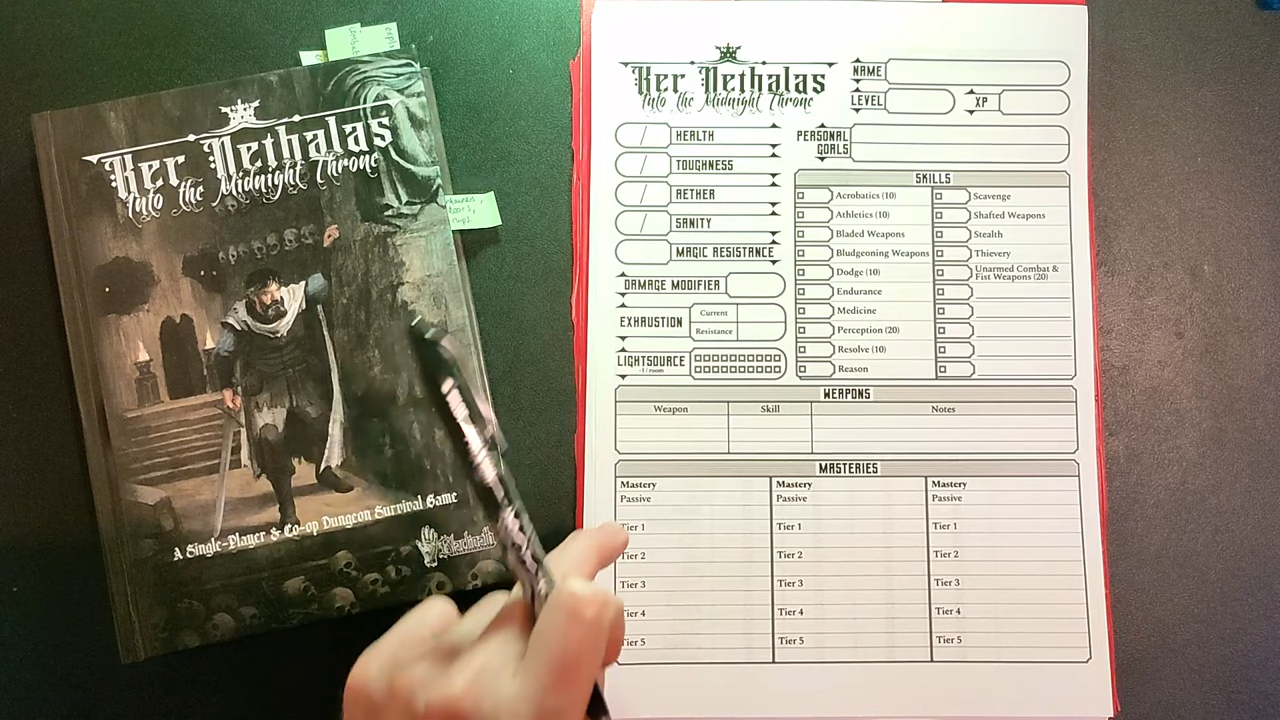 combat
Ker Nethalas
Into the Midnight Throne
doors,
A Single-Player & Co-op Dungeon Survival Game
Blackoath
Ker Nethalas
Into the Midnight Throne
NAME
LEVEL
XP
PERSONAL GOALS
/ HEALTH
/ TOUGHNESS
/ AETHER
/ SANITY
MAGIC RESISTANCE
DAMAGE MODIFIER
EXHAUSTION
Current
Resistance
LIGHTSOURCE
-1 / room
SKILLS
Acrobatics (10)
Athletics (10)
Bladed Weapons
Bludgeoning Weapons
Dodge (10)
Endurance
Medicine
Perception (20)
Resolve (10)
Reason
Scavenge
Shafted Weapons
Stealth
Thievery
Unarmed Combat &
Fist Weapons (20)
WEAPONS
Weapon Skill Notes
MASTERIES
Mastery Mastery Mastery
Passive Passive Passive
Tier 1 Tier 1 Tier 1
Tier 2 Tier 2 Tier 2
Tier 3 Tier 3 Tier 3
Tier 4 Tier 4 Tier 4
Tier 5 Tier 5 Tier 5